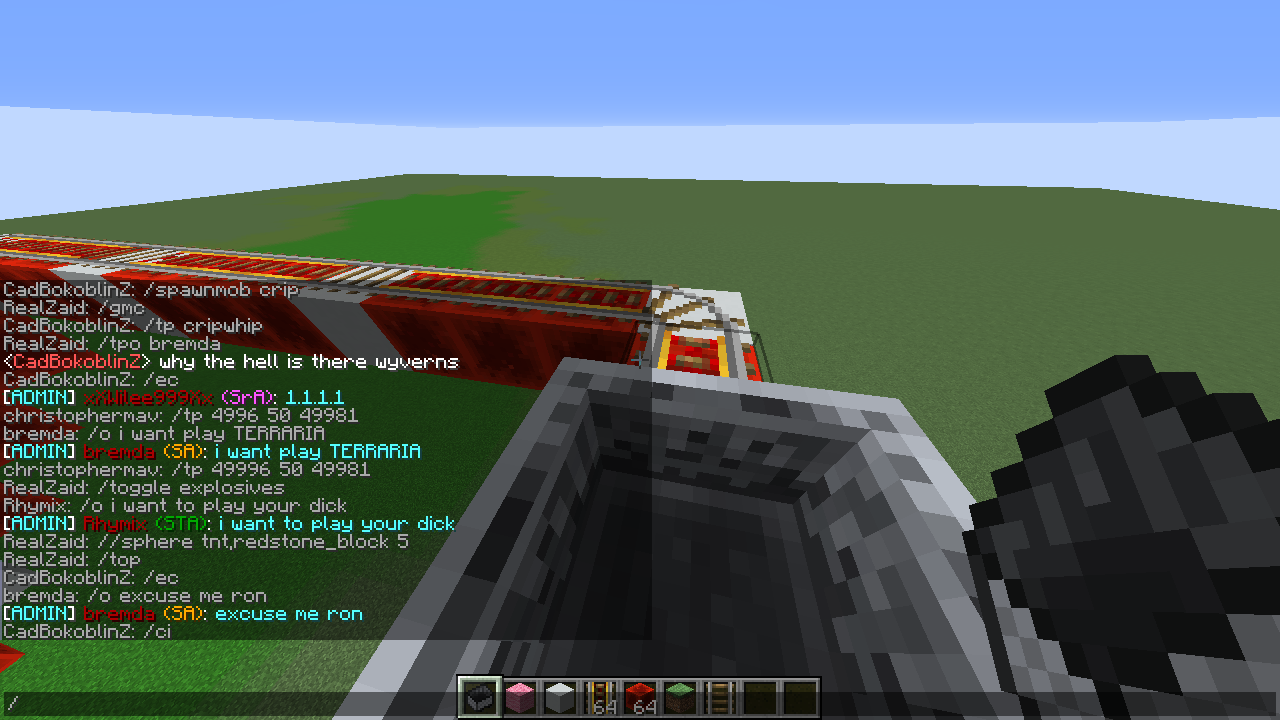 CadBokoblinZ: /spawnmob crip
RealZaid: /gmc
CadBokoblinZ: /tp cripwhip
RealZaid: /tpo bremda
<CadBokoblinZ> why the hell is there wyverns
CadBokoblinZ: /ec
[ADMIN] xXWilee999Xx (SrA): 1.1.1.1
christophermav: /tp 4996 50 49981
bremda: /o i want play TERRARIA
[ADMIN] bremda (SA): i want play TERRARIA
christophermav: /tp 49996 50 49981
RealZaid: /toggle explosives
Rhymix: /o i want to play your dick
[ADMIN] Rhymix (STA): i want to play your dick
RealZaid: //sphere tnt,redstone_block 5
RealZaid: /top
CadBokoblinZ: /ec
bremda: /o excuse me ron
[ADMIN] bremda (SA): excuse me ron
CadBokoblinZ: /ci
64 64
/